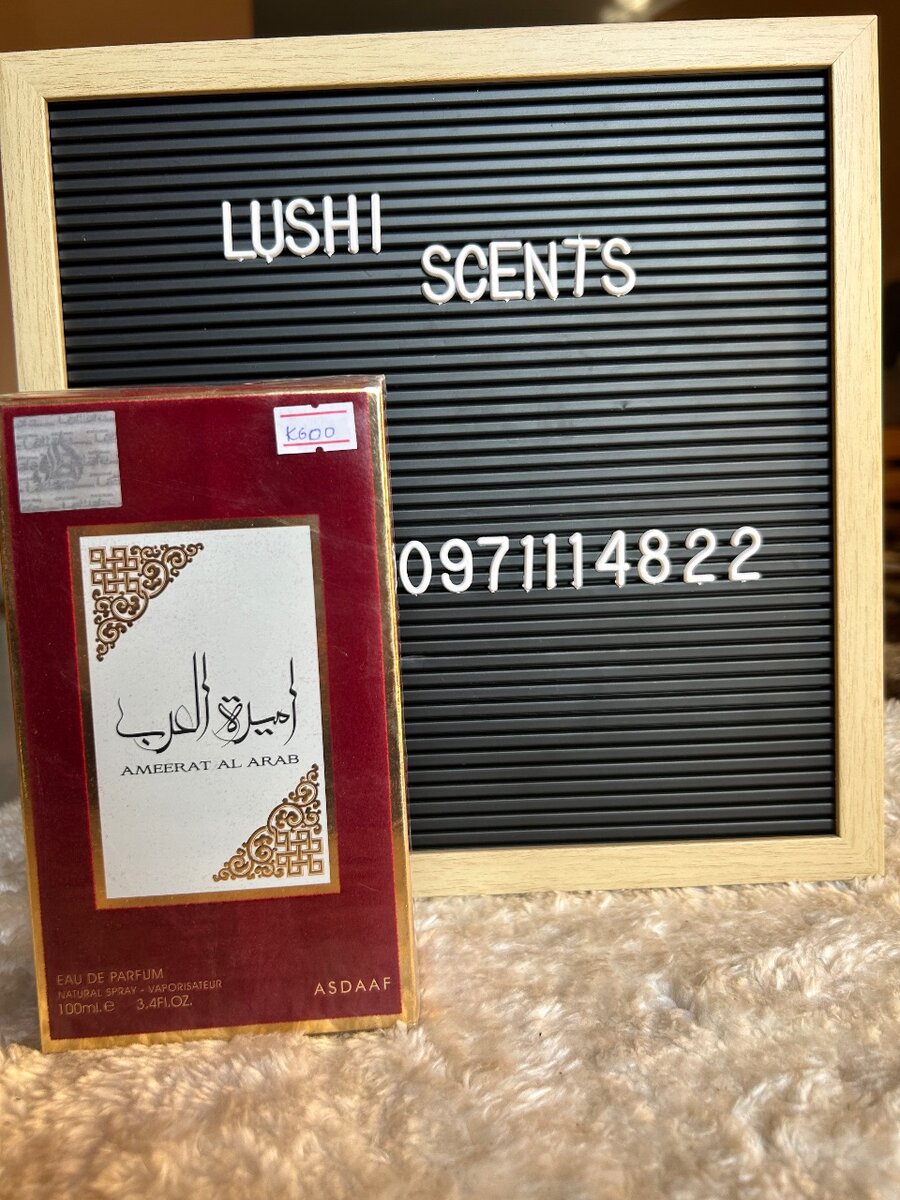 LUSHI
SCENTS
0971114822
K600
اميرة العرب
AMEERAT AL ARAB
EAU DE PARFUM
NATURAL SPRAY - VAPORISATEUR
100ml.e 3.4Fl.OZ.
ASDAAF